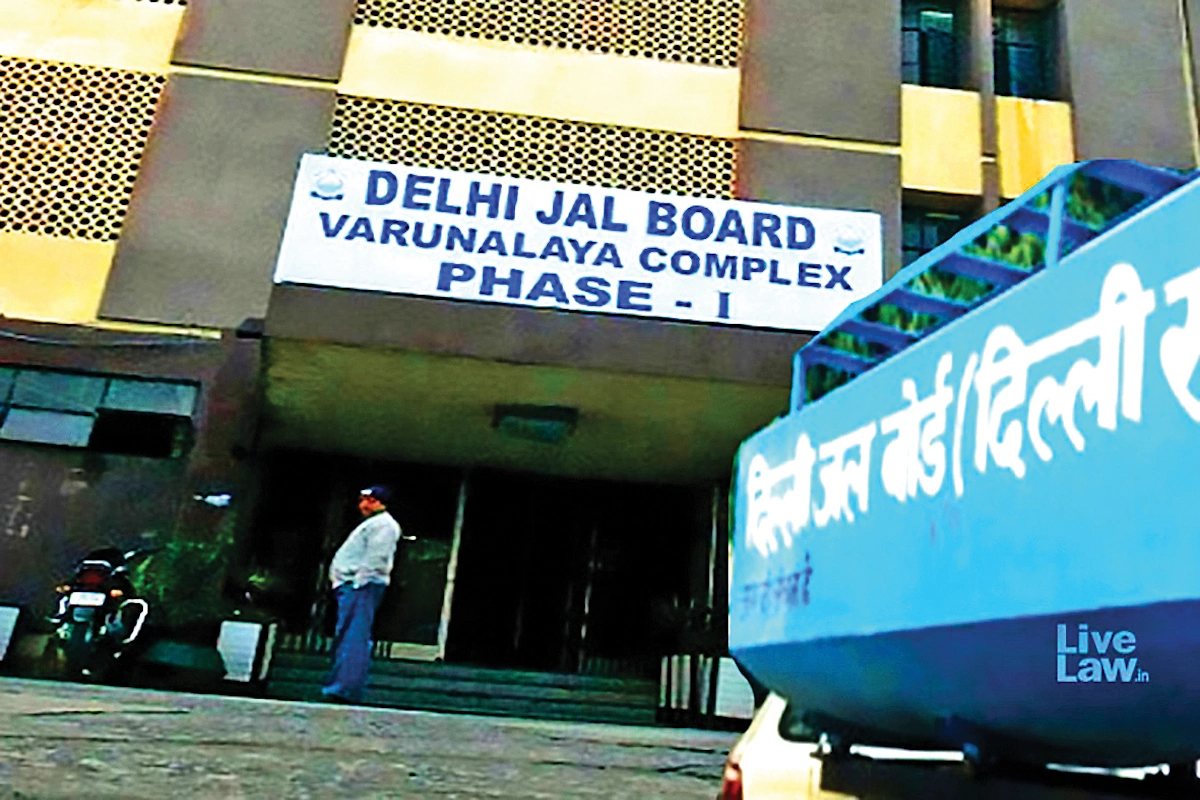 DELHI JAL BOARD
VARUNALAYA COMPLEX
PHASE - I
दिल्ली जल बोर्ड (दिल्ली
Live
Law.in